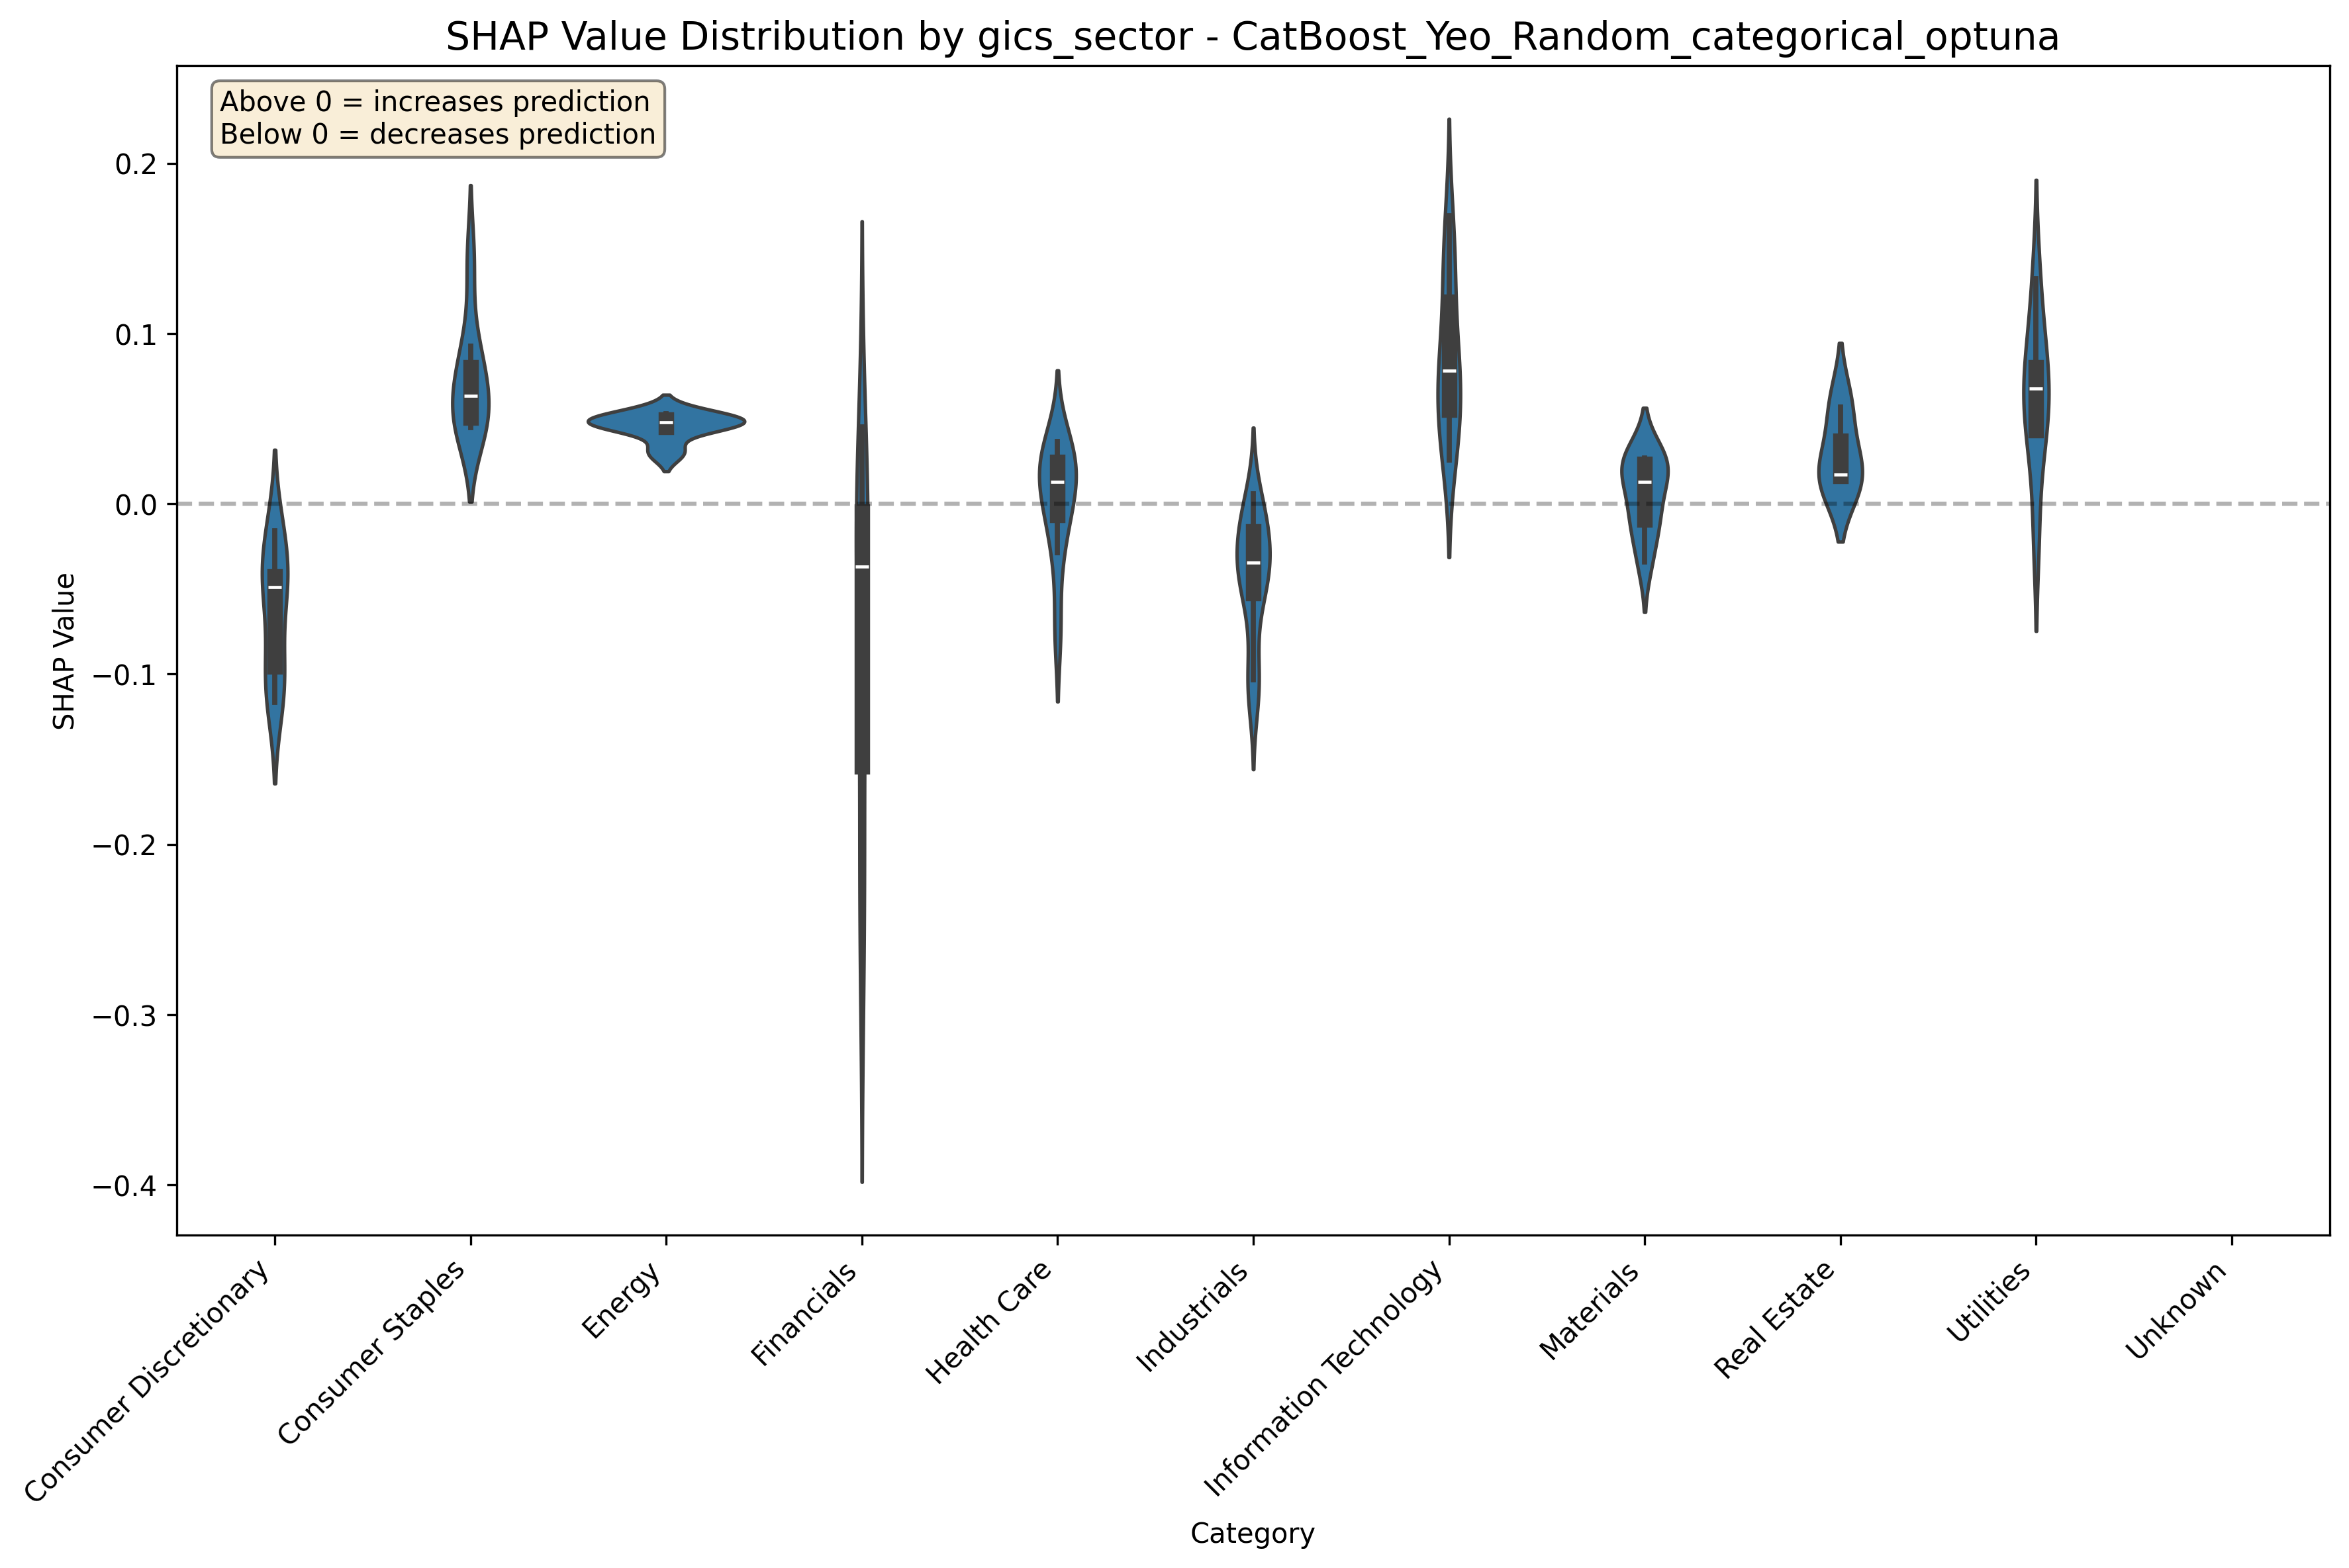 SHAP Value Distribution by gics_sector - CatBoost_Yeo_Random_categorical_optuna
Above 0 = increases prediction
Below 0 = decreases prediction
SHAP Value
0.2
0.1
0.0
−0.1
−0.2
−0.3
−0.4
Consumer Discretionary
Consumer Staples
Energy
Financials
Health Care
Industrials
Information Technology
Materials
Real Estate
Utilities
Unknown
Category